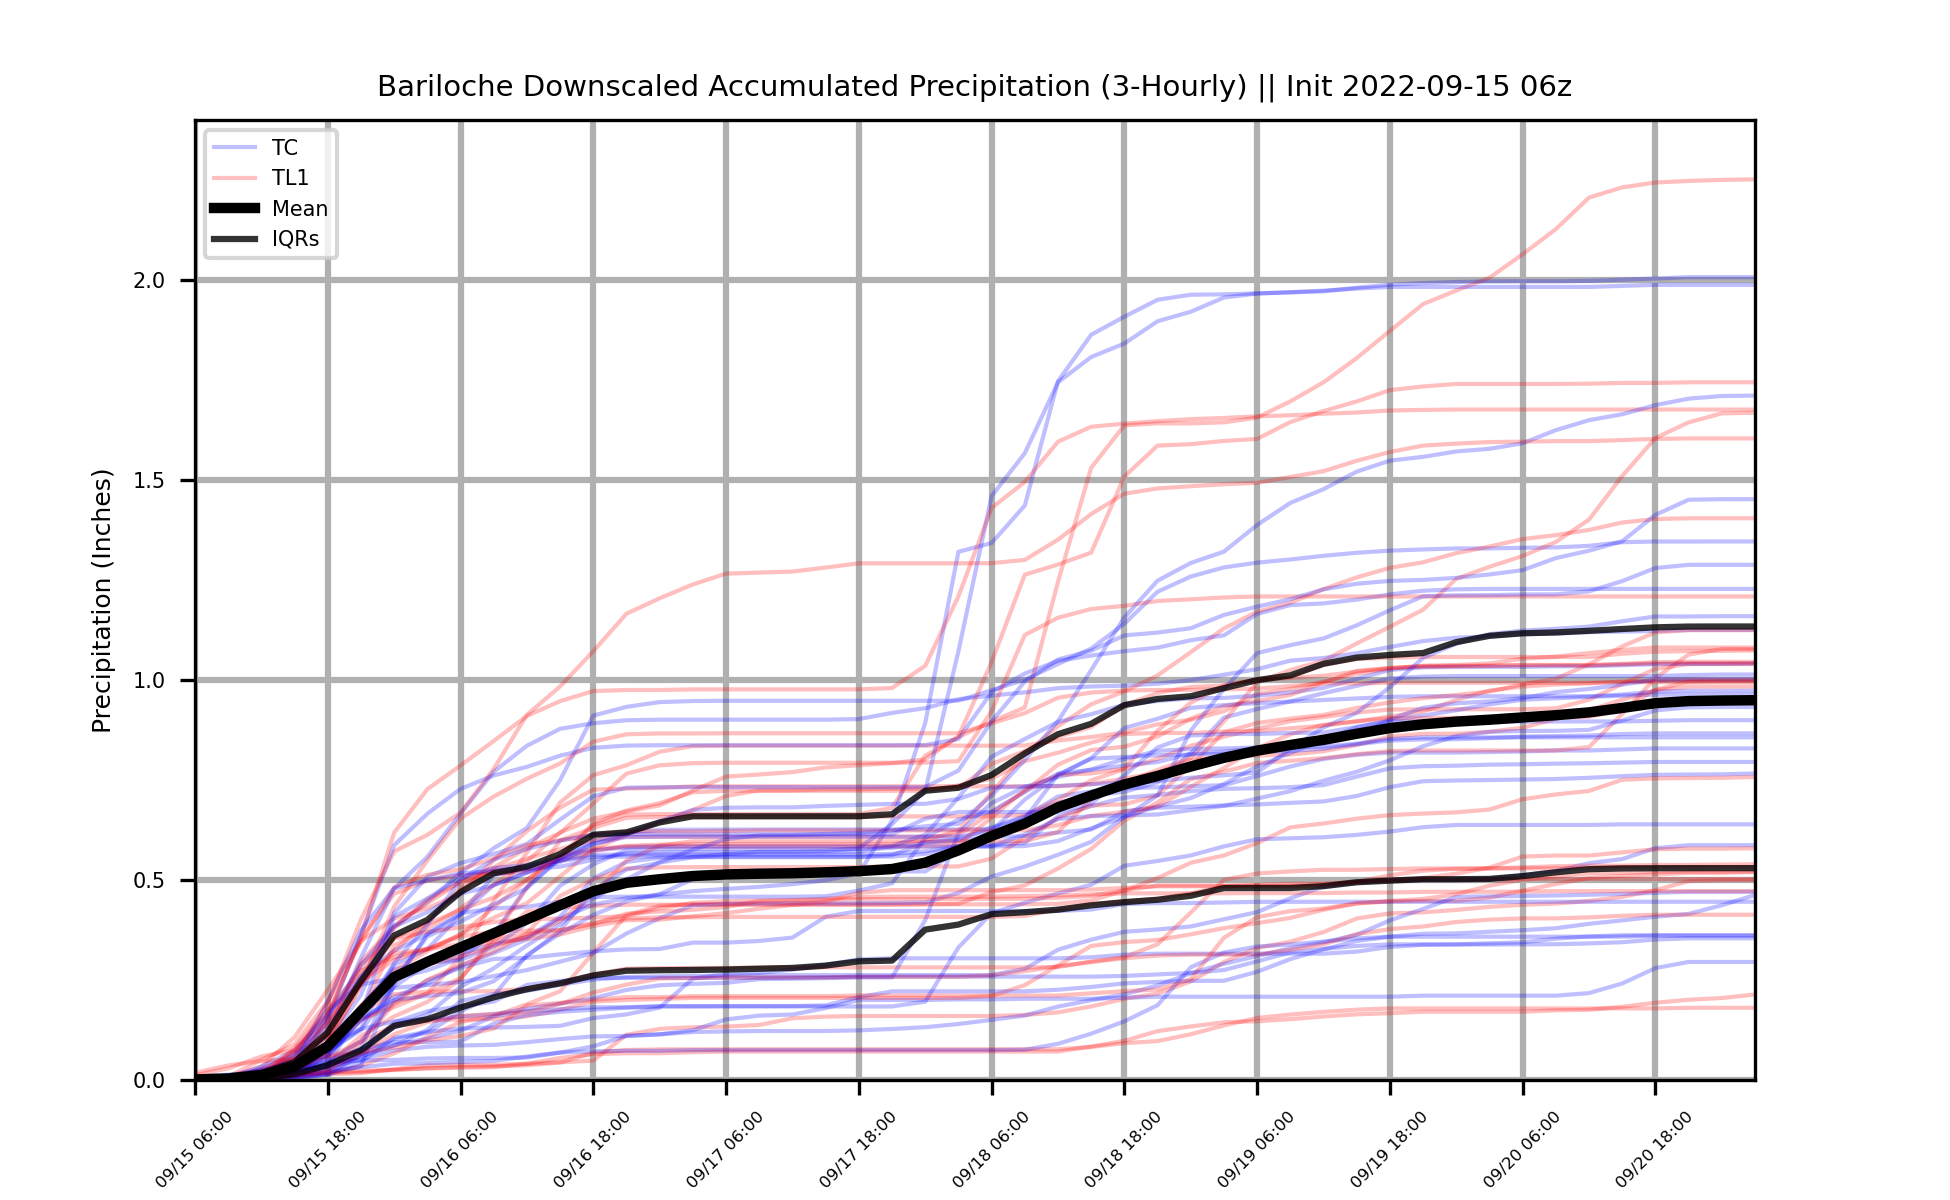 Bariloche Downscaled Accumulated Precipitation (3-Hourly) || Init 2022-09-15 06z
TC
TL1
Mean
IQRs
Precipitation (Inches)
2.0
1.5
1.0
0.5
0.0
09/15 06:00
09/15 18:00
09/16 06:00
09/16 18:00
09/17 06:00
09/17 18:00
09/18 06:00
09/18 18:00
09/19 06:00
09/19 18:00
09/20 06:00
09/20 18:00